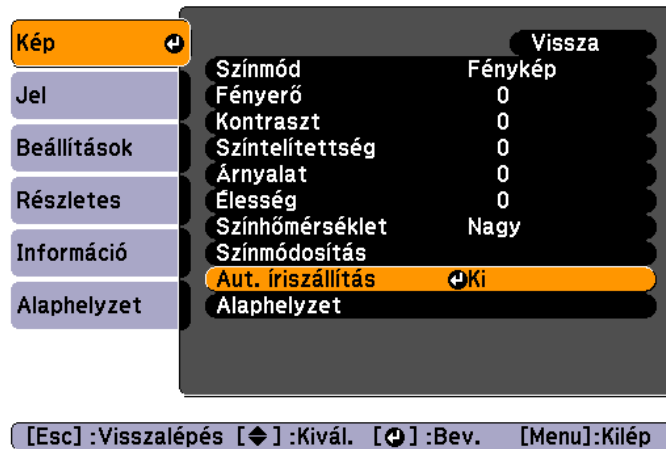 Kép
Jel
Beállítások
Részletes
Információ
Alaphelyzet
Vissza
Színmód Fénykép
Fényerő 0
Kontraszt 0
Színtelítettség 0
Árnyalat 0
Élesség 0
Színhőmérséklet Nagy
Színmódosítás
Aut. íriszállítás Ki
Alaphelyzet
[Esc] :Visszalépés [◆] :Kivál. [⏎] :Bev. [Menu]:Kilép